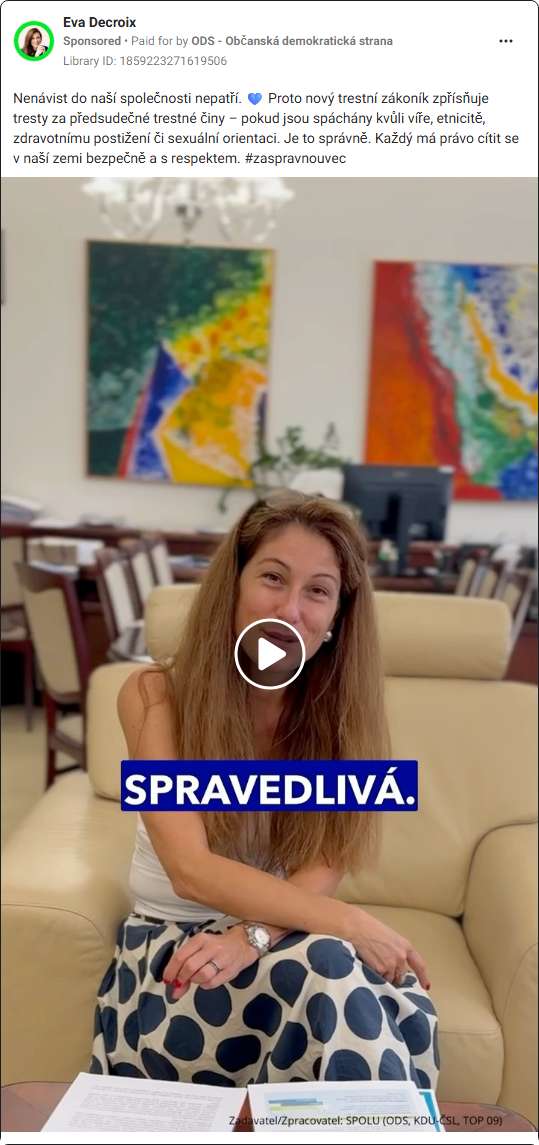 Eva Decroix
Sponsored • Paid for by ODS - Občanská demokratická strana
Library ID: 1859223271619506
Nenávist do naší společnosti nepatří. 💙 Proto nový trestní zákoník zpřísňuje
tresty za předsudečné trestné činy – pokud jsou spáchány kvůli víře, etnicitě,
zdravotnímu postižení či sexuální orientaci. Je to správně. Každý má právo cítit se
v naší zemi bezpečně a s respektem. #zaspravnouvec
SPRAVEDLIVÁ.
Zadavatel/Zpracovatel: SPOLU (ODS, KDU-ČSL, TOP 09)